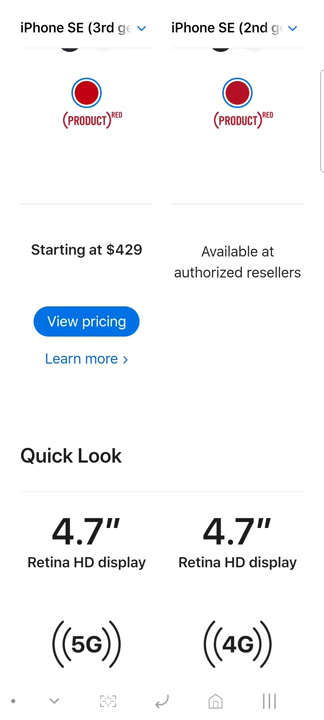 iPhone SE (3rd ge iPhone SE (2nd g
(PRODUCT)RED (PRODUCT)RED
Starting at $429
Available at
authorized resellers
View pricing
Learn more >
Quick Look
4.7" 4.7"
Retina HD display Retina HD display
((5G)) ((4G))